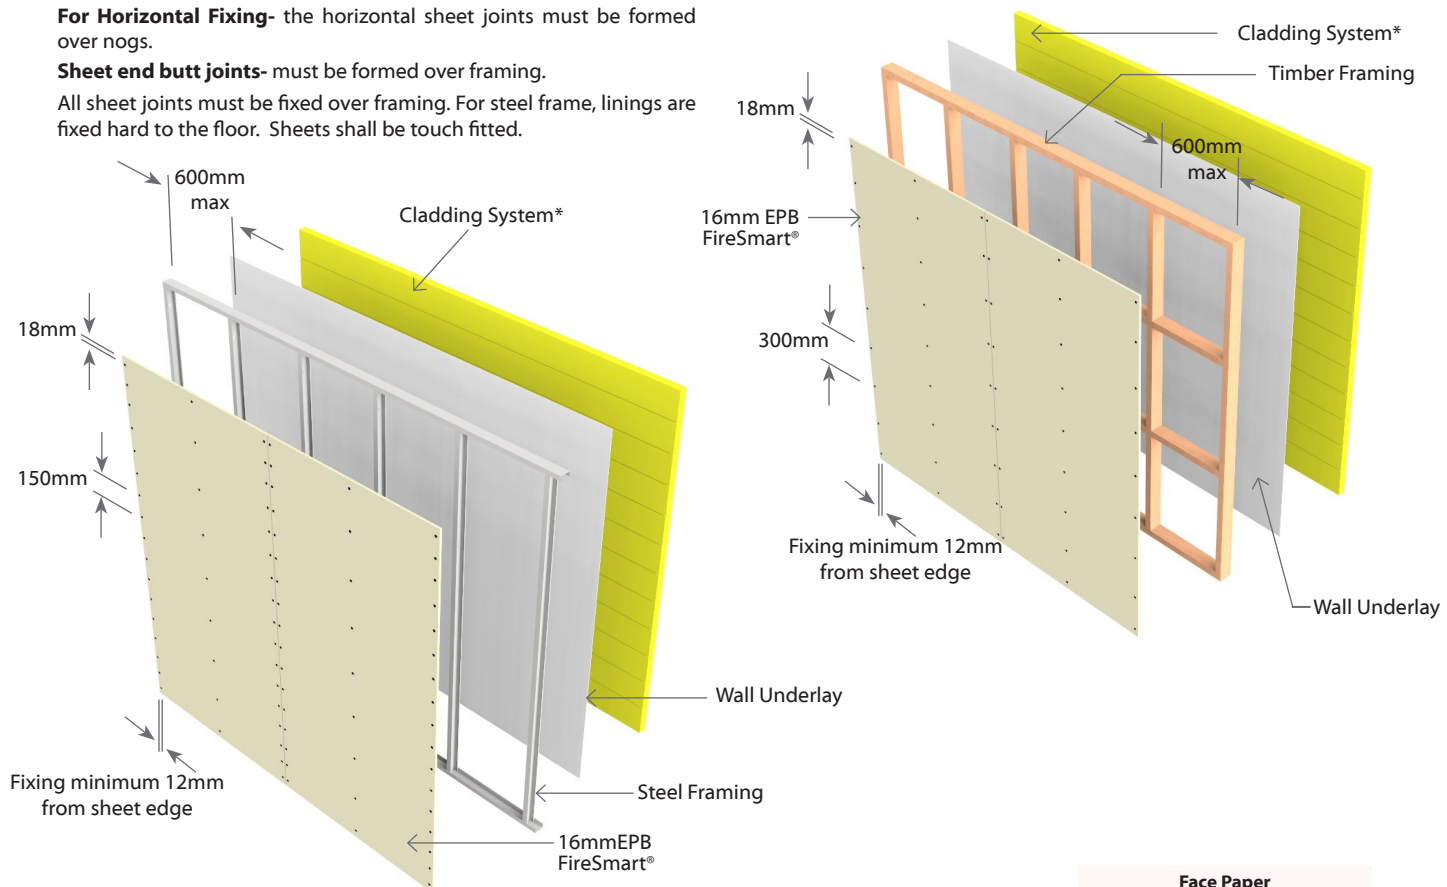 For Horizontal Fixing- the horizontal sheet joints must be formed
over nogs.
Sheet end butt joints- must be formed over framing.
All sheet joints must be fixed over framing. For steel frame, linings are
fixed hard to the floor. Sheets shall be touch fitted.
600mm
max
Cladding System*
18mm
150mm
Fixing minimum 12mm
from sheet edge
Wall Underlay
Steel Framing
16mmEPB
FireSmart®
Cladding System*
Timber Framing
18mm
600mm
max
16mm EPB
FireSmart®
300mm
Fixing minimum 12mm
from sheet edge
Wall Underlay
Face Paper